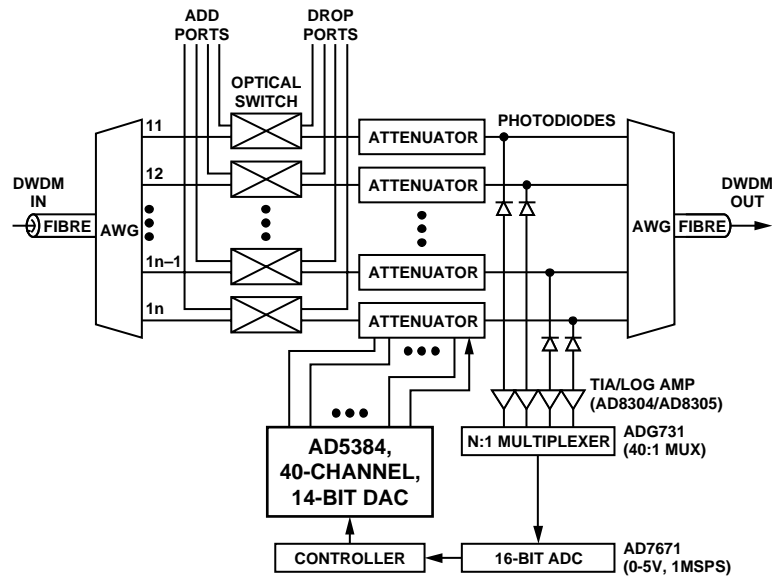 ADD
PORTS
DROP
PORTS
OPTICAL
SWITCH
PHOTODIODES
11
ATTENUATOR
12
ATTENUATOR
DWDM
IN
FIBRE
AWG
AWG
FIBRE
DWDM
OUT
1n–1
ATTENUATOR
1n
ATTENUATOR
TIA/LOG AMP
(AD8304/AD8305)
AD5384,
40-CHANNEL,
14-BIT DAC
N:1 MULTIPLEXER
ADG731
(40:1 MUX)
CONTROLLER
16-BIT ADC
AD7671
(0-5V, 1MSPS)